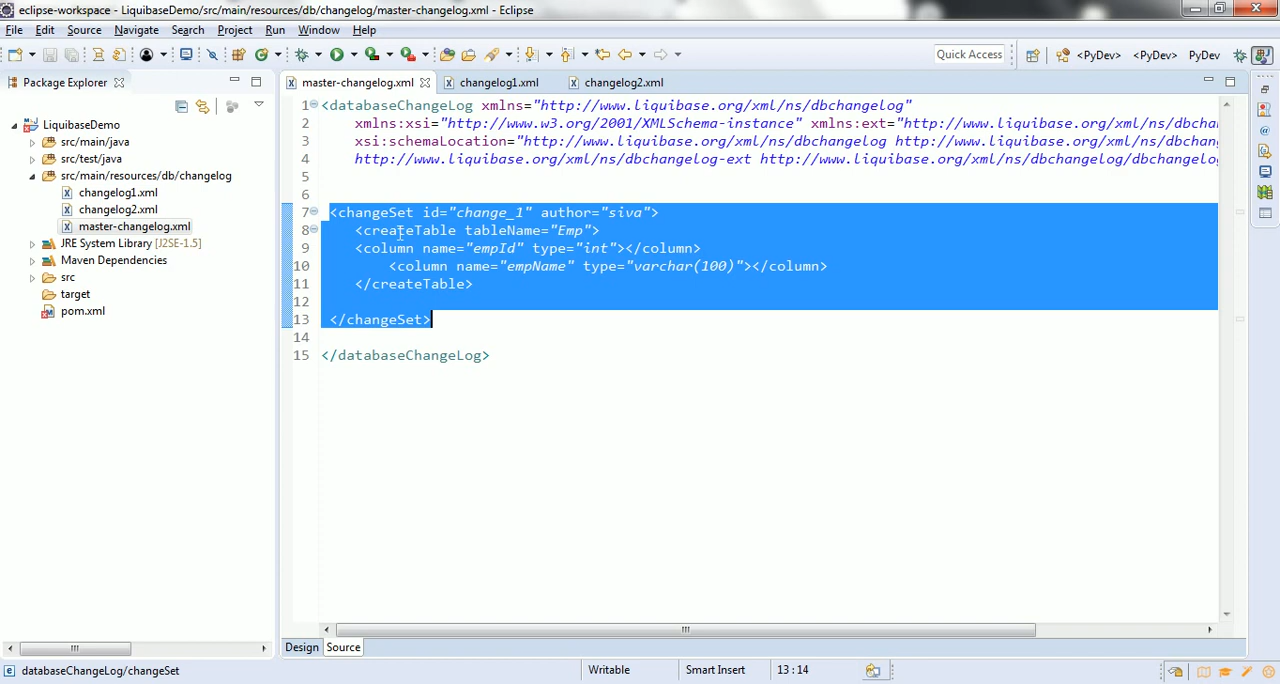 eclipse-workspace - LiquibaseDemo/src/main/resources/db/changelog/master-changelog.xml - Eclipse
File Edit Source Navigate Search Project Run Window Help
Quick Access <PyDev> <PyDev> PyDev
Package Explorer
master-changelog.xml changelog1.xml changelog2.xml
LiquibaseDemo
src/main/java
src/test/java
src/main/resources/db/changelog
changelog1.xml
changelog2.xml
master-changelog.xml
JRE System Library [J2SE-1.5]
Maven Dependencies
src
target
pom.xml
1 <databaseChangeLog xmlns="http://www.liquibase.org/xml/ns/dbchangelog"
2 xmlns:xsi="http://www.w3.org/2001/XMLSchema-instance" xmlns:ext="http://www.liquibase.org/xml/ns/dbcha
3 xsi:schemaLocation="http://www.liquibase.org/xml/ns/dbchangelog http://www.liquibase.org/xml/ns/dbchan
4 http://www.liquibase.org/xml/ns/dbchangelog-ext http://www.liquibase.org/xml/ns/dbchangelog/dbchangelo
5
6
7 <changeSet id="change_1" author="siva">
8 <createTable tableName="Emp">
9 <column name="empId" type="int"></column>
10 <column name="empName" type="varchar(100)"></column>
11 </createTable>
12
13 </changeSet>
14
15 </databaseChangeLog>
Design Source
databaseChangeLog/changeSet Writable Smart Insert 13 : 14